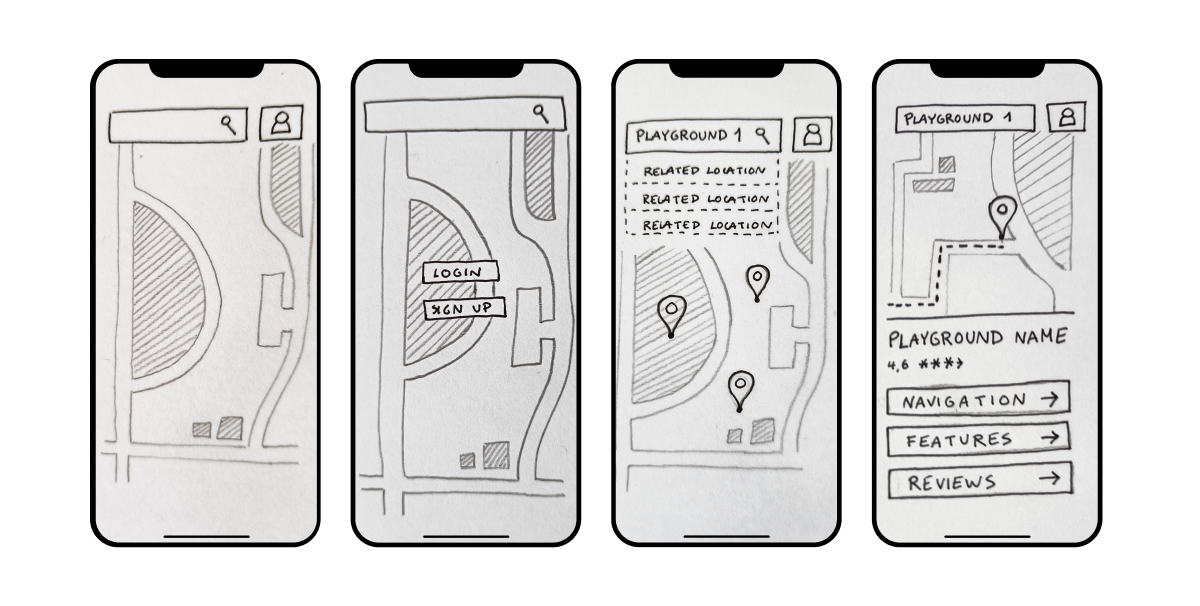 LOGIN
SIGN UP
PLAYGROUND 1
RELATED LOCATION
RELATED LOCATION
RELATED LOCATION
PLAYGROUND 1
PLAYGROUND NAME
4,6 ****
NAVIGATION →
FEATURES →
REVIEWS →